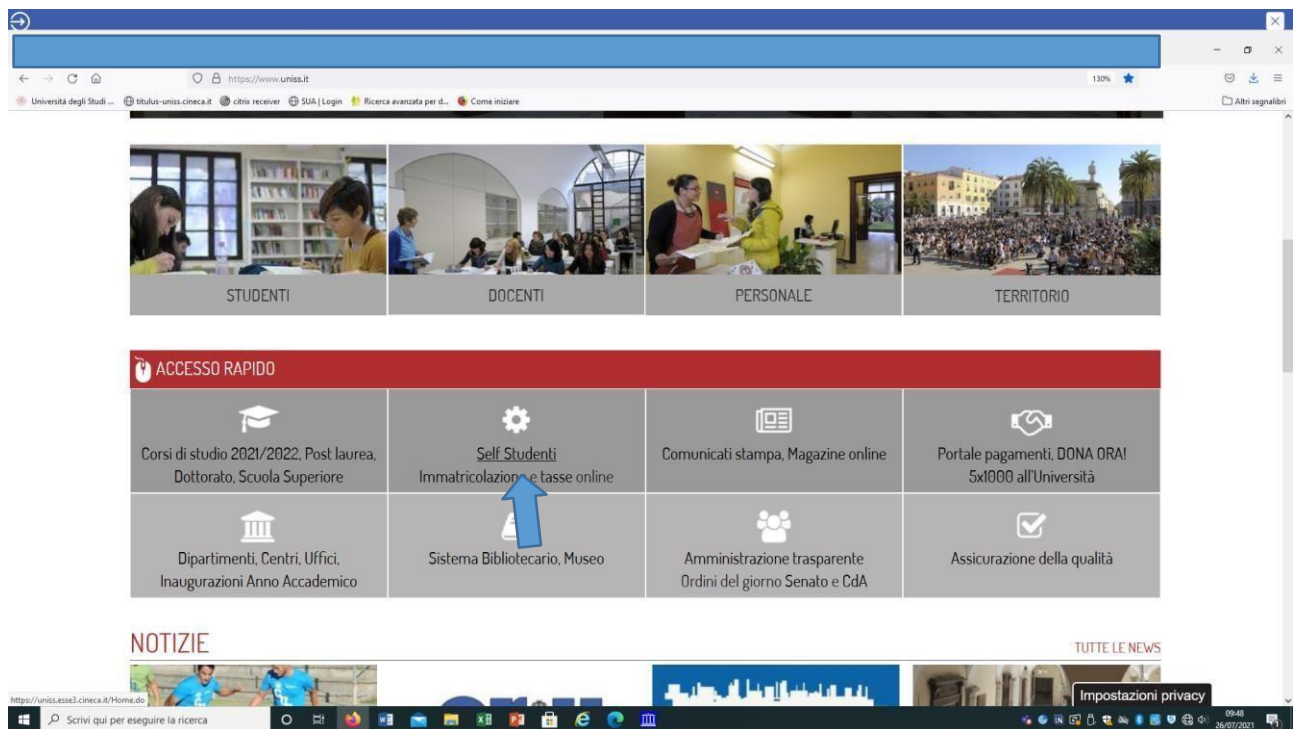 https://www.uniss.it
130%
Università degli Studi ...
titulus-uniss.cineca.it
citrix receiver
SUA | Login
Ricerca avanzata per d...
Come iniziare
Altri segnalibri
STUDENTI
DOCENTI
PERSONALE
TERRITORIO
ACCESSO RAPIDO
Corsi di studio 2021/2022, Post laurea,
Dottorato, Scuola Superiore
Self Studenti
Immatricolazione e tasse online
Comunicati stampa, Magazine online
Portale pagamenti, DONA ORA!
5x1000 all'Università
Dipartimenti, Centri, Uffici,
Inaugurazioni Anno Accademico
Sistema Bibliotecario, Museo
Amministrazione trasparente
Ordini del giorno Senato e CdA
Assicurazione della qualità
NOTIZIE
TUTTE LE NEWS
Impostazioni privacy
https://uniss.esse3.cineca.it/Home.do
Scrivi qui per eseguire la ricerca
09:48
26/07/2021